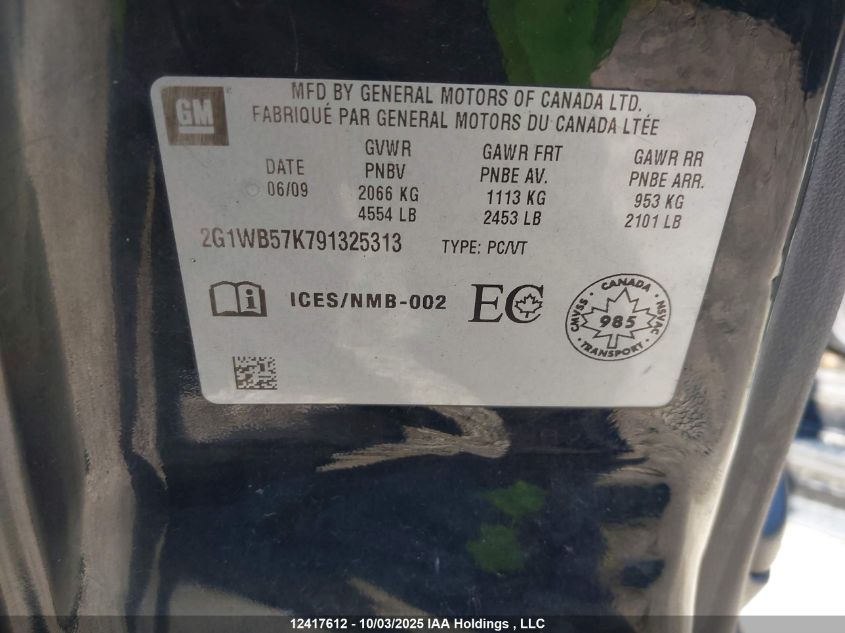 GM
MFD BY GENERAL MOTORS OF CANADA LTD.
FABRIQUÉ PAR GENERAL MOTORS DU CANADA LTÉE
DATE
06/09
GVWR
PNBV
2066 KG
4554 LB
GAWR FRT
PNBE AV.
1113 KG
2453 LB
GAWR RR
PNBE ARR.
953 KG
2101 LB
2G1WB57K791325313
TYPE: PC/VT
i
ICES/NMB-002
EC
CANADA
CMVSS
NSVAC
985
TRANSPORT
12417612 - 10/03/2025 IAA Holdings , LLC